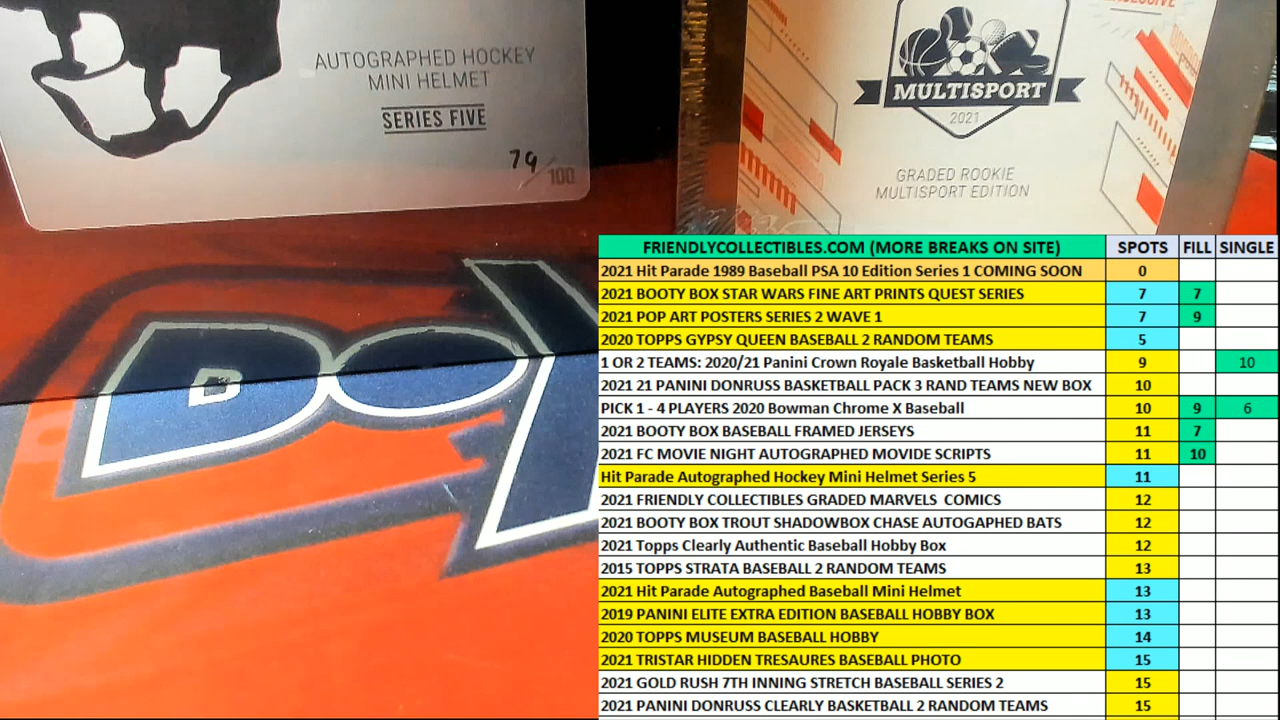 AUTOGRAPHED HOCKEY
MINI HELMET
SERIES FIVE
79/100
MULTISPORT
2021
GRADED ROOKIE
MULTISPORT EDITION
FRIENDLYCOLLECTIBLES.COM (MORE BREAKS ON SITE) SPOTS FILL SINGLE
2021 Hit Parade 1989 Baseball PSA 10 Edition Series 1 COMING SOON 0
2021 BOOTY BOX STAR WARS FINE ART PRINTS QUEST SERIES 7 7
2021 POP ART POSTERS SERIES 2 WAVE 1 7 9
2020 TOPPS GYPSY QUEEN BASEBALL 2 RANDOM TEAMS 5
1 OR 2 TEAMS: 2020/21 Panini Crown Royale Basketball Hobby 9 10
2021 21 PANINI DONRUSS BASKETBALL PACK 3 RAND TEAMS NEW BOX 10
PICK 1 - 4 PLAYERS 2020 Bowman Chrome X Baseball 10 9 6
2021 BOOTY BOX BASEBALL FRAMED JERSEYS 11 7
2021 FC MOVIE NIGHT AUTOGRAPHED MOVIDE SCRIPTS 11 10
Hit Parade Autographed Hockey Mini Helmet Series 5 11
2021 FRIENDLY COLLECTIBLES GRADED MARVELS COMICS 12
2021 BOOTY BOX TROUT SHADOWBOX CHASE AUTOGAPHED BATS 12
2021 Topps Clearly Authentic Baseball Hobby Box 12
2015 TOPPS STRATA BASEBALL 2 RANDOM TEAMS 13
2021 Hit Parade Autographed Baseball Mini Helmet 13
2019 PANINI ELITE EXTRA EDITION BASEBALL HOBBY BOX 13
2020 TOPPS MUSEUM BASEBALL HOBBY 14
2021 TRISTAR HIDDEN TRESAURES BASEBALL PHOTO 15
2021 GOLD RUSH 7TH INNING STRETCH BASEBALL SERIES 2 15
2021 PANINI DONRUSS CLEARLY BASKETBALL 2 RANDOM TEAMS 15